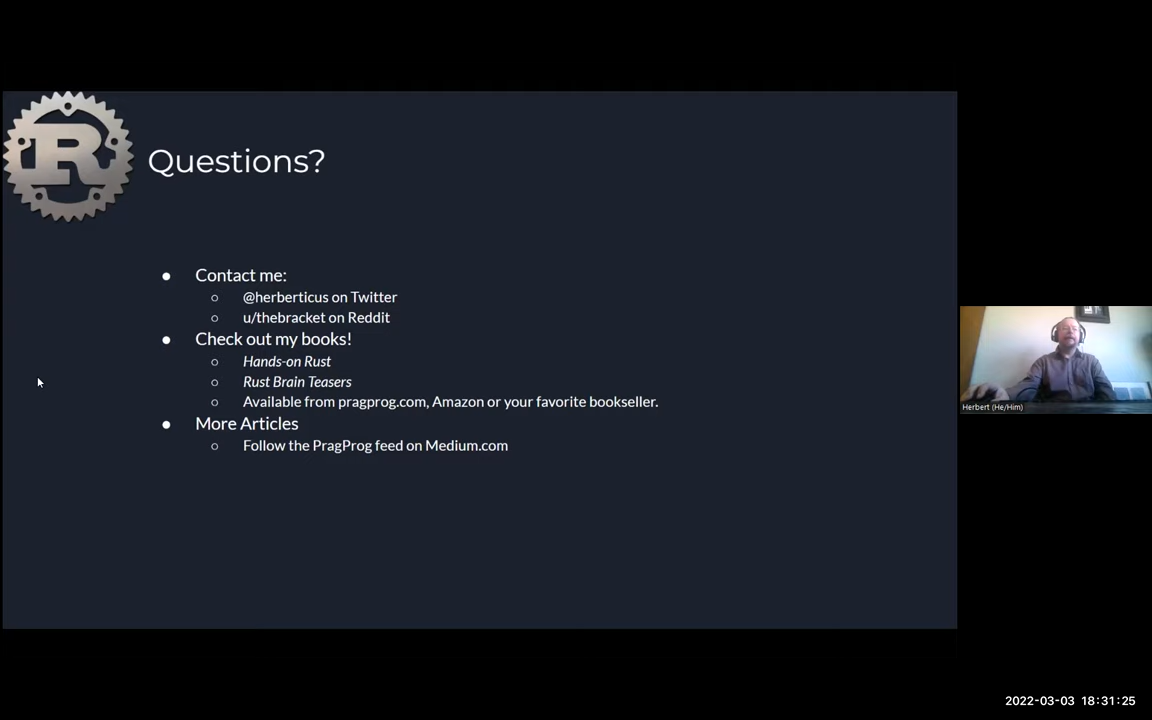 R
Questions?
Contact me:
@herberticus on Twitter
u/thebracket on Reddit
Check out my books!
Hands-on Rust
Rust Brain Teasers
Available from pragprog.com, Amazon or your favorite bookseller.
More Articles
Follow the PragProg feed on Medium.com
Herbert (He/Him)
2022-03-03 18:31:25